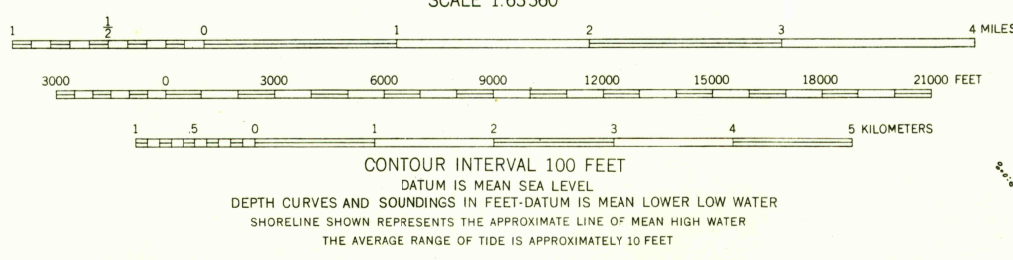 SCALE 1:63360
1 1/2 0 1 2 3 4 MILES
3000 0 3000 6000 9000 12000 15000 18000 21000 FEET
1 .5 0 1 2 3 4 5 KILOMETERS
CONTOUR INTERVAL 100 FEET
DATUM IS MEAN SEA LEVEL
DEPTH CURVES AND SOUNDINGS IN FEET-DATUM IS MEAN LOWER LOW WATER
SHORELINE SHOWN REPRESENTS THE APPROXIMATE LINE OF MEAN HIGH WATER
THE AVERAGE RANGE OF TIDE IS APPROXIMATELY 10 FEET